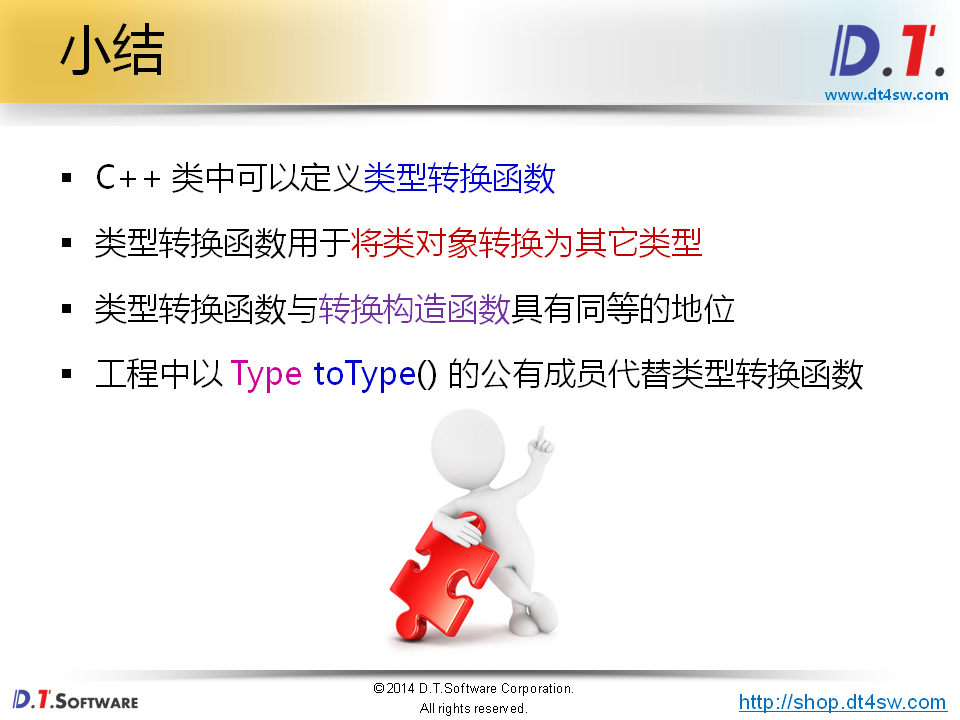 小结
D.T.
www.dt4sw.com
▪ C++ 类中可以定义类型转换函数
▪ 类型转换函数用于将类对象转换为其它类型
▪ 类型转换函数与转换构造函数具有同等的地位
▪ 工程中以 Type toType() 的公有成员代替类型转换函数
D.T.SOFTWARE
©2014 D.T.Software Corporation.
All rights reserved.
http://shop.dt4sw.com